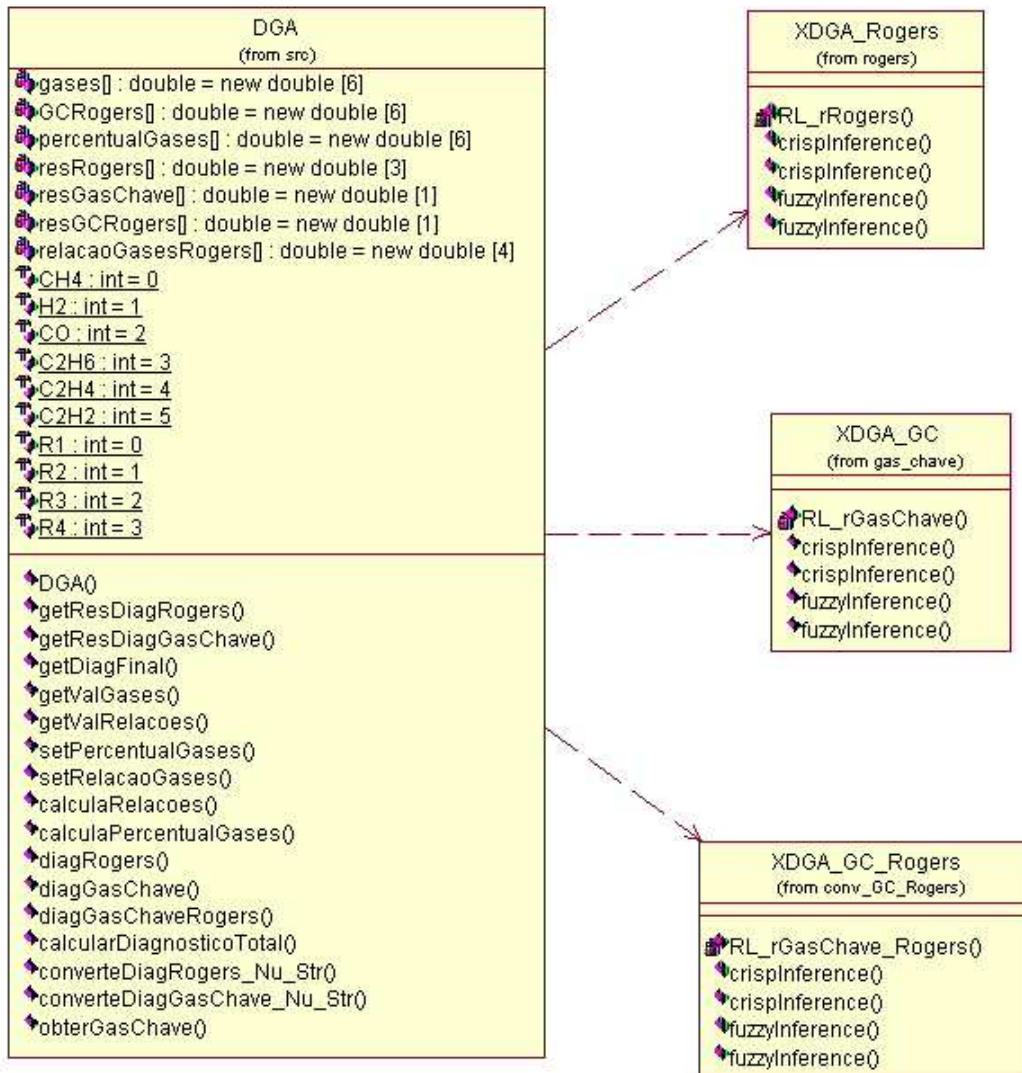 DGA
(from src)
gases[] : double = new double [6]
GCRogers[] : double = new double [6]
percentualGases[] : double = new double [6]
resRogers[] : double = new double [3]
resGasChave[] : double = new double [1]
resGCRogers[] : double = new double [1]
relacaoGasesRogers[] : double = new double [4]
CH4 : int = 0
H2 : int = 1
CO : int = 2
C2H6 : int = 3
C2H4 : int = 4
C2H2 : int = 5
R1 : int = 0
R2 : int = 1
R3 : int = 2
R4 : int = 3
DGA()
getResDiagRogers()
getResDiagGasChave()
getDiagFinal()
getValGases()
getValRelacoes()
setPercentualGases()
setRelacaoGases()
calculaRelacoes()
calculaPercentualGases()
diagRogers()
diagGasChave()
diagGasChaveRogers()
calcularDiagnosticoTotal()
converteDiagRogers_Nu_Str()
converteDiagGasChave_Nu_Str()
obterGasChave()
XDGA_Rogers
(from rogers)
RL_rRogers()
crispInference()
crispInference()
fuzzyInference()
fuzzyInference()
XDGA_GC
(from gas_chave)
RL_rGasChave()
crispInference()
crispInference()
fuzzyInference()
fuzzyInference()
XDGA_GC_Rogers
(from conv_GC_Rogers)
RL_rGasChave_Rogers()
crispInference()
crispInference()
fuzzyInference()
fuzzyInference()